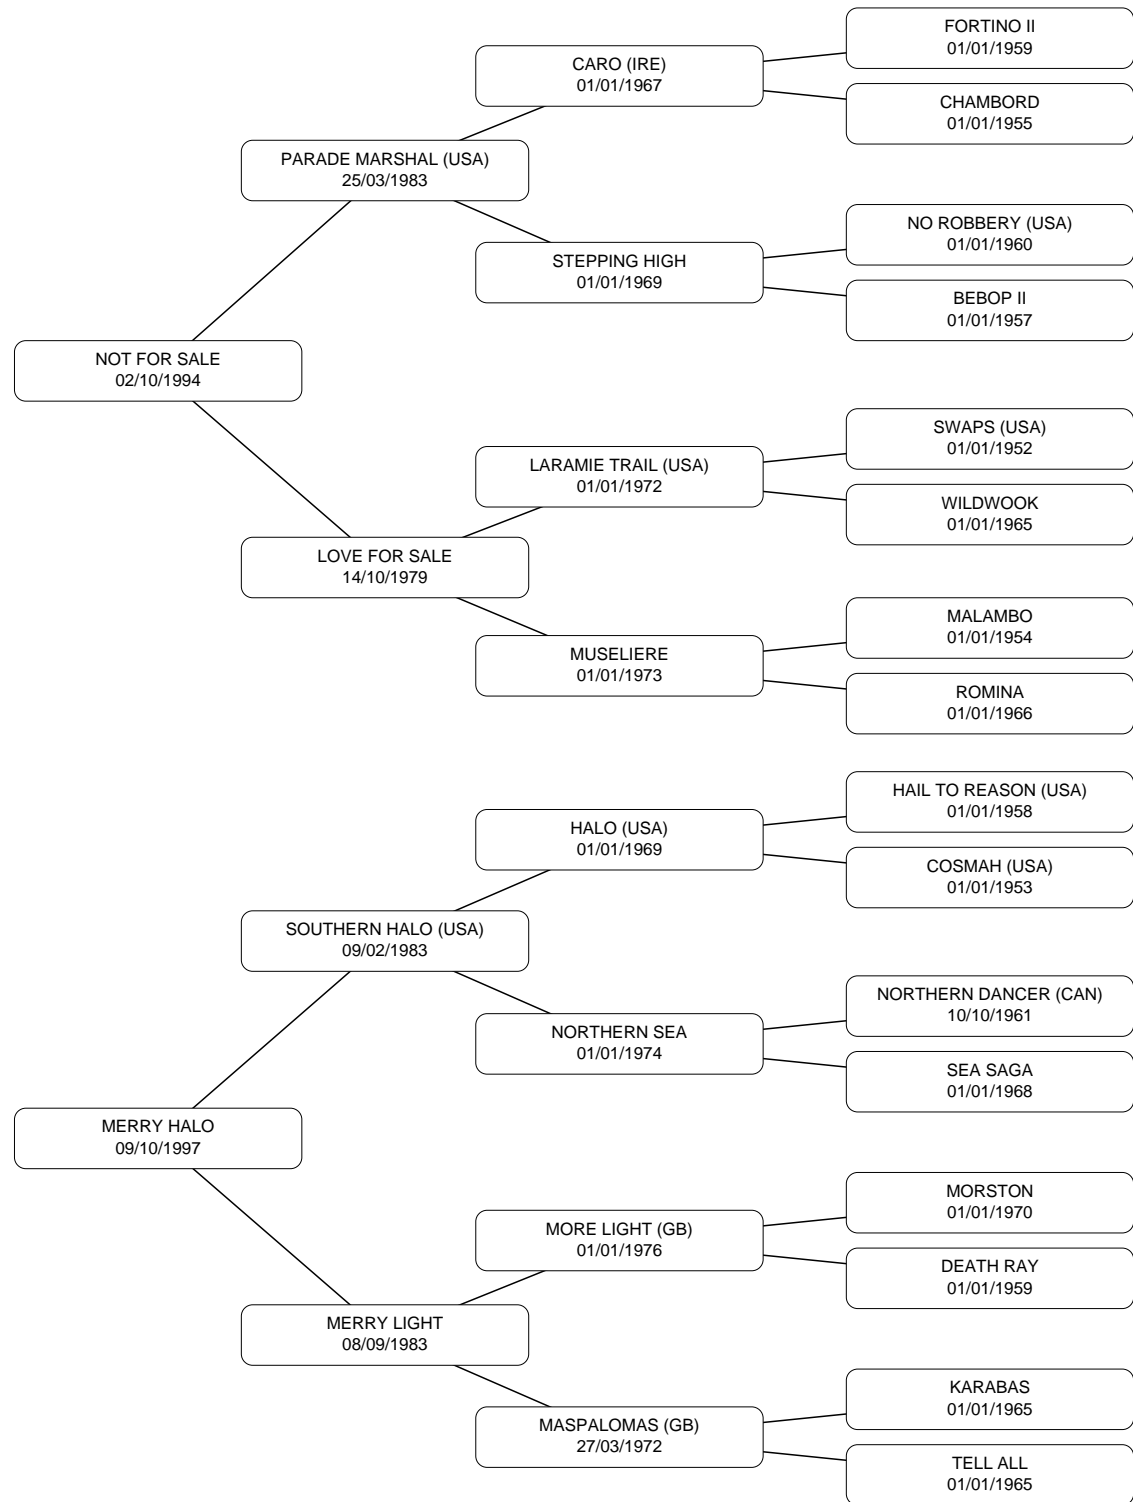 FORTINO II
01/01/1959
CARO (IRE)
01/01/1967
CHAMBORD
01/01/1955
PARADE MARSHAL (USA)
25/03/1983
NO ROBBERY (USA)
01/01/1960
STEPPING HIGH
01/01/1969
BEBOP II
01/01/1957
NOT FOR SALE
02/10/1994
SWAPS (USA)
01/01/1952
LARAMIE TRAIL (USA)
01/01/1972
WILDWOOK
01/01/1965
LOVE FOR SALE
14/10/1979
MALAMBO
01/01/1954
MUSELIERE
01/01/1973
ROMINA
01/01/1966
HAIL TO REASON (USA)
01/01/1958
HALO (USA)
01/01/1969
COSMAH (USA)
01/01/1953
SOUTHERN HALO (USA)
09/02/1983
NORTHERN DANCER (CAN)
10/10/1961
NORTHERN SEA
01/01/1974
SEA SAGA
01/01/1968
MERRY HALO
09/10/1997
MORSTON
01/01/1970
MORE LIGHT (GB)
01/01/1976
DEATH RAY
01/01/1959
MERRY LIGHT
08/09/1983
KARABAS
01/01/1965
MASPALOMAS (GB)
27/03/1972
TELL ALL
01/01/1965